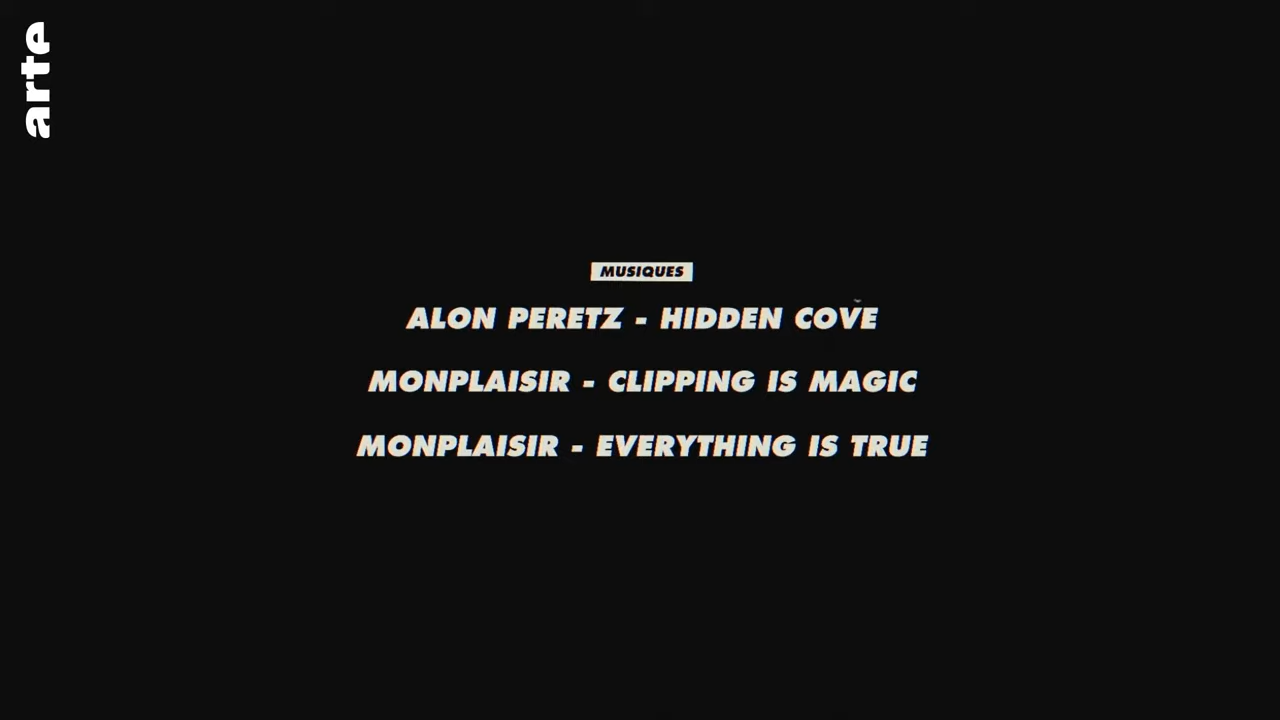 arte
MUSIQUES
ALON PERETZ - HIDDEN COVE
MONPLAISIR - CLIPPING IS MAGIC
MONPLAISIR - EVERYTHING IS TRUE